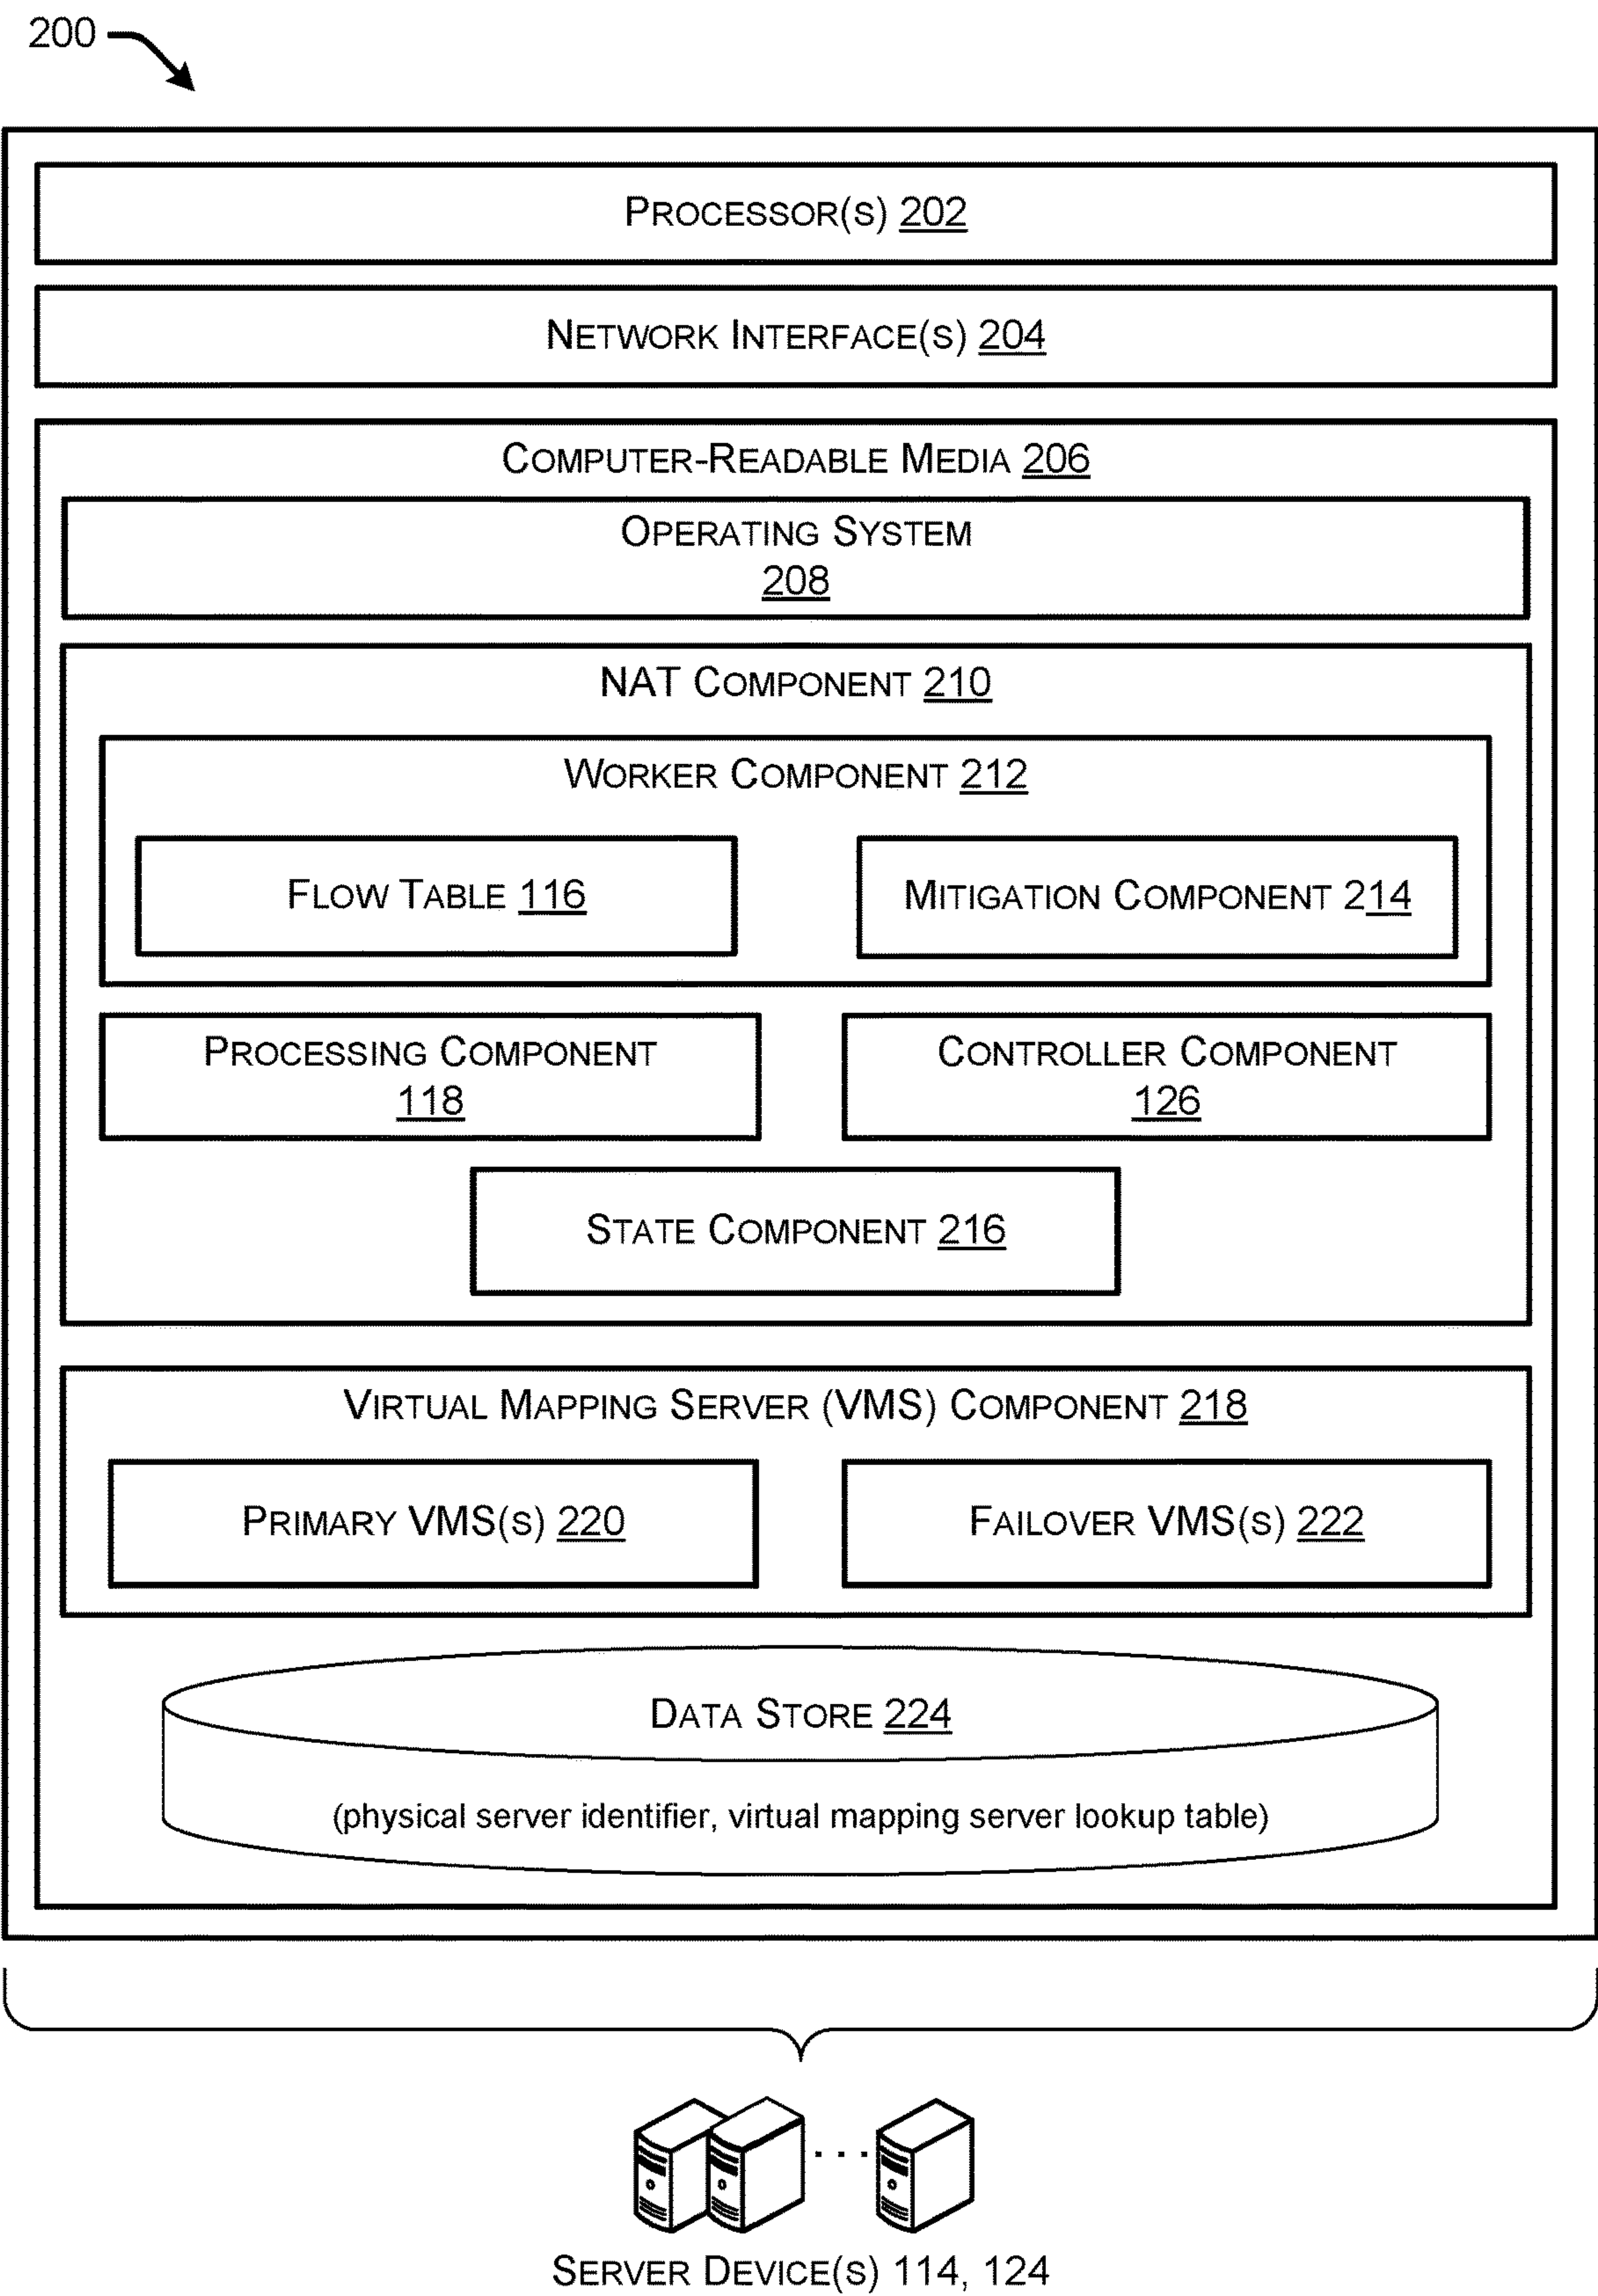 200
PROCESSOR(S) 202
NETWORK INTERFACE(S) 204
COMPUTER-READABLE MEDIA 206
OPERATING SYSTEM
208
NAT COMPONENT 210
WORKER COMPONENT 212
FLOW TABLE 116
MITIGATION COMPONENT 214
PROCESSING COMPONENT
118
CONTROLLER COMPONENT
126
STATE COMPONENT 216
VIRTUAL MAPPING SERVER (VMS) COMPONENT 218
PRIMARY VMS(S) 220
FAILOVER VMS(S) 222
DATA STORE 224
(physical server identifier, virtual mapping server lookup table)
. . .
SERVER DEVICE(S) 114, 124